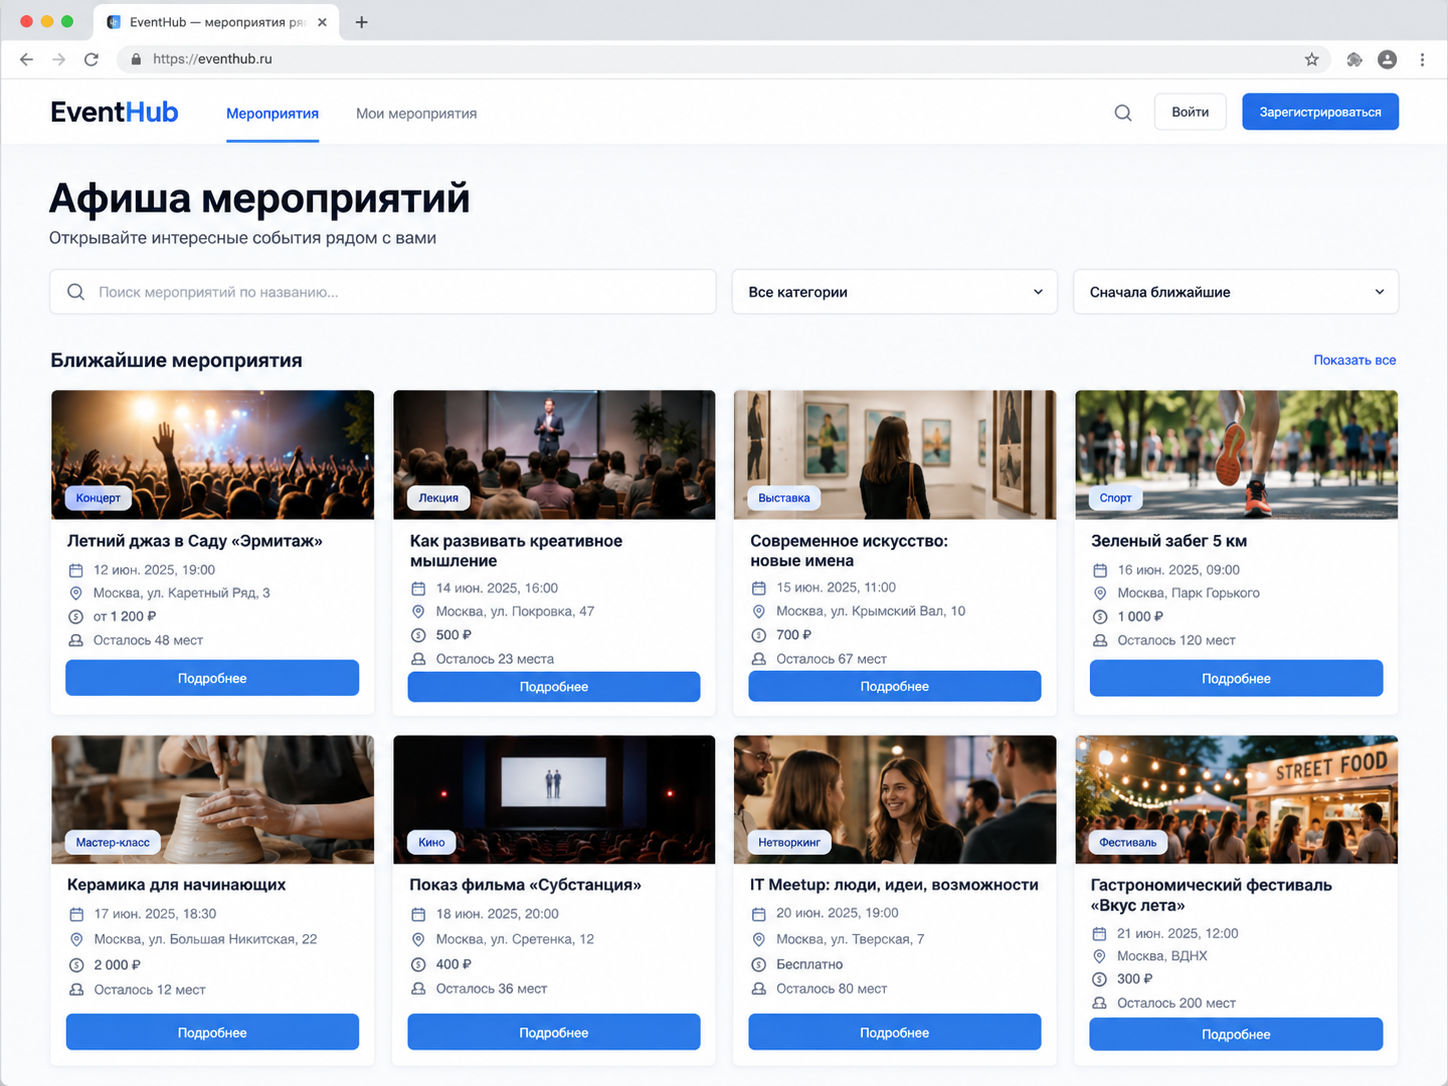 EventHub — мероприятия ря
https://eventhub.ru
EventHub
Мероприятия
Мои мероприятия
Войти
Зарегистрироваться
Афиша мероприятий
Открывайте интересные события рядом с вами
Поиск мероприятий по названию...
Все категории
Сначала ближайшие
Ближайшие мероприятия
Показать все
Концерт
Летний джаз в Саду «Эрмитаж»
12 июн. 2025, 19:00
Москва, ул. Каретный Ряд, 3
от 1 200 ₽
Осталось 48 мест
Подробнее
Лекция
Как развивать креативное
мышление
14 июн. 2025, 16:00
Москва, ул. Покровка, 47
500 ₽
Осталось 23 места
Подробнее
Выставка
Современное искусство:
новые имена
15 июн. 2025, 11:00
Москва, ул. Крымский Вал, 10
700 ₽
Осталось 67 мест
Подробнее
Спорт
Зеленый забег 5 км
16 июн. 2025, 09:00
Москва, Парк Горького
1 000 ₽
Осталось 120 мест
Подробнее
Мастер-класс
Керамика для начинающих
17 июн. 2025, 18:30
Москва, ул. Большая Никитская, 22
2 000 ₽
Осталось 12 мест
Подробнее
Кино
Показ фильма «Субстанция»
18 июн. 2025, 20:00
Москва, ул. Сретенка, 12
400 ₽
Осталось 36 мест
Подробнее
Нетворкинг
IT Meetup: люди, идеи, возможности
20 июн. 2025, 19:00
Москва, ул. Тверская, 7
Бесплатно
Осталось 80 мест
Подробнее
STREET FOOD
Фестиваль
Гастрономический фестиваль
«Вкус лета»
21 июн. 2025, 12:00
Москва, ВДНХ
300 ₽
Осталось 200 мест
Подробнее